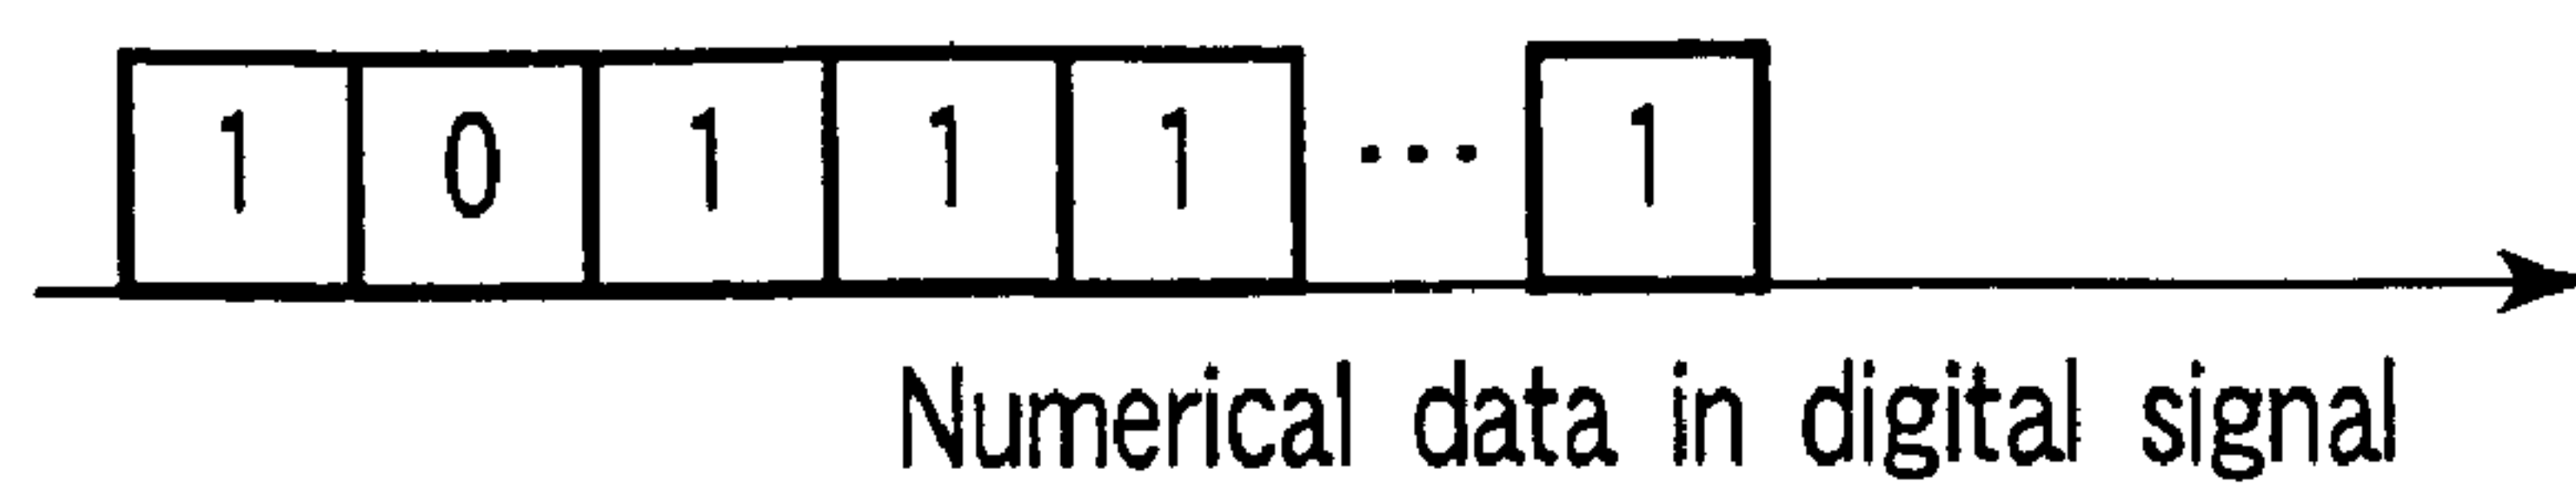 1 0 1 1 1 ... 1
Numerical data in digital signal